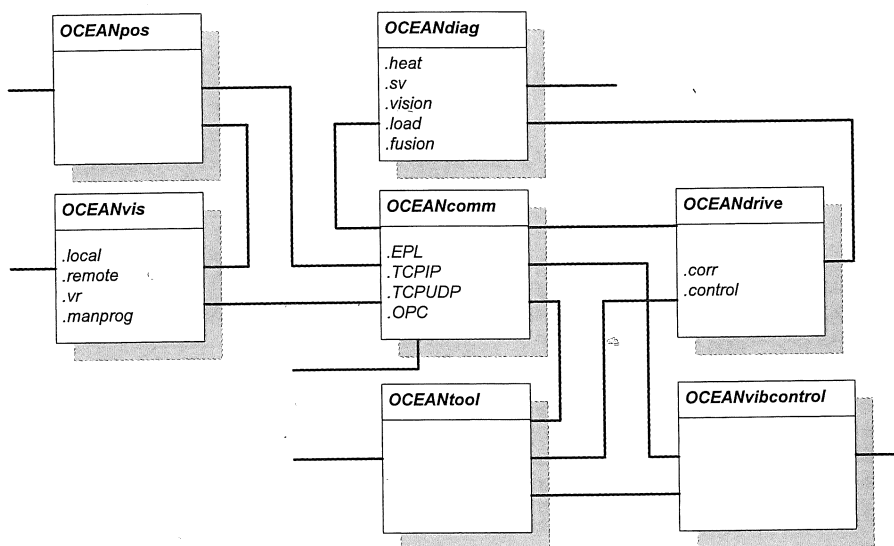 OCEANpos
OCEANdiag
.heat
.sv
.vision
.load
.fusion
OCEANvis
.local
.remote
.vr
.manprog
OCEANcomm
.EPL
.TCPIP
.TCPUDP
.OPC
OCEANdrive
.corr
.control
OCEANtool
OCEANvibcontrol